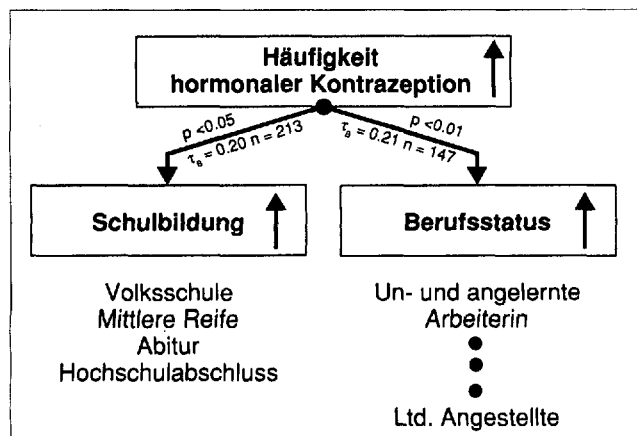 Häufigkeit
hormonaler Kontrazeption
p <0.05
τa = 0.20 n = 213
p <0.01
τa = 0.21 n = 147
Schulbildung
Berufsstatus
Volksschule
Mittlere Reife
Abitur
Hochschulabschluss
Un- und angelernte
Arbeiterin
Ltd. Angestellte